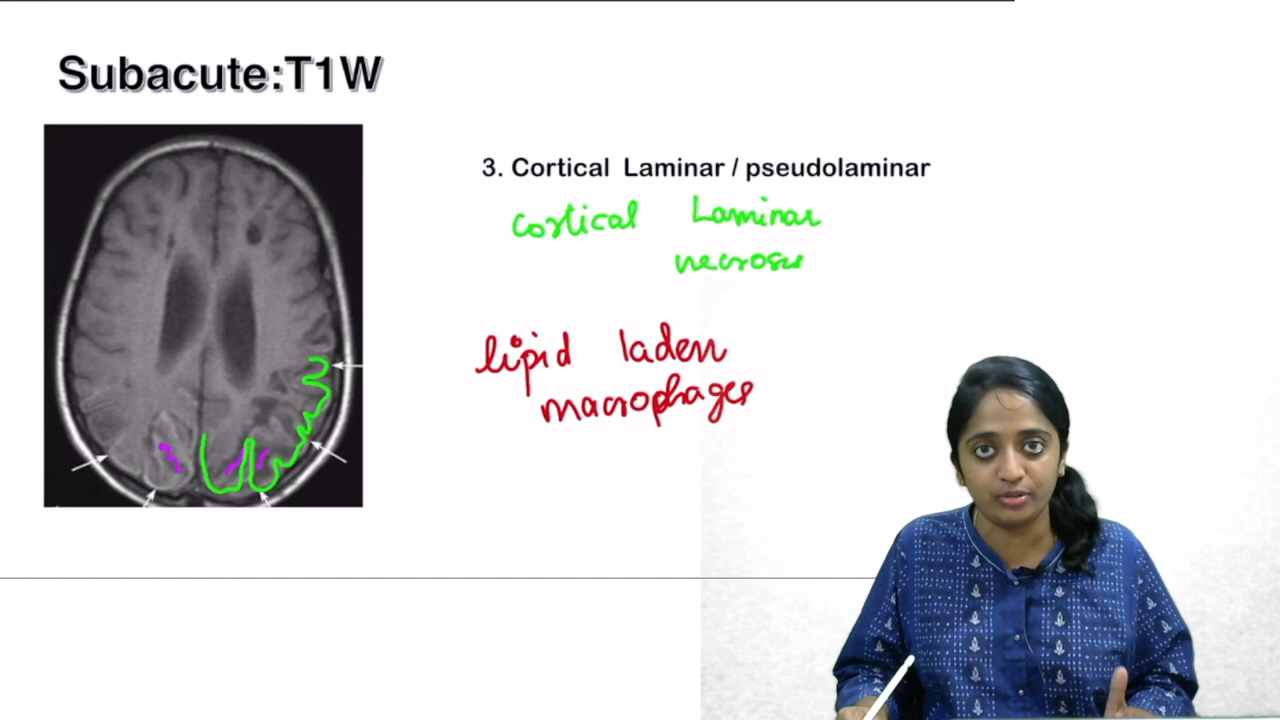 Subacute:T1W
3. Cortical Laminar / pseudolaminar
cortical Laminar
necrosis
lipid laden
macrophages